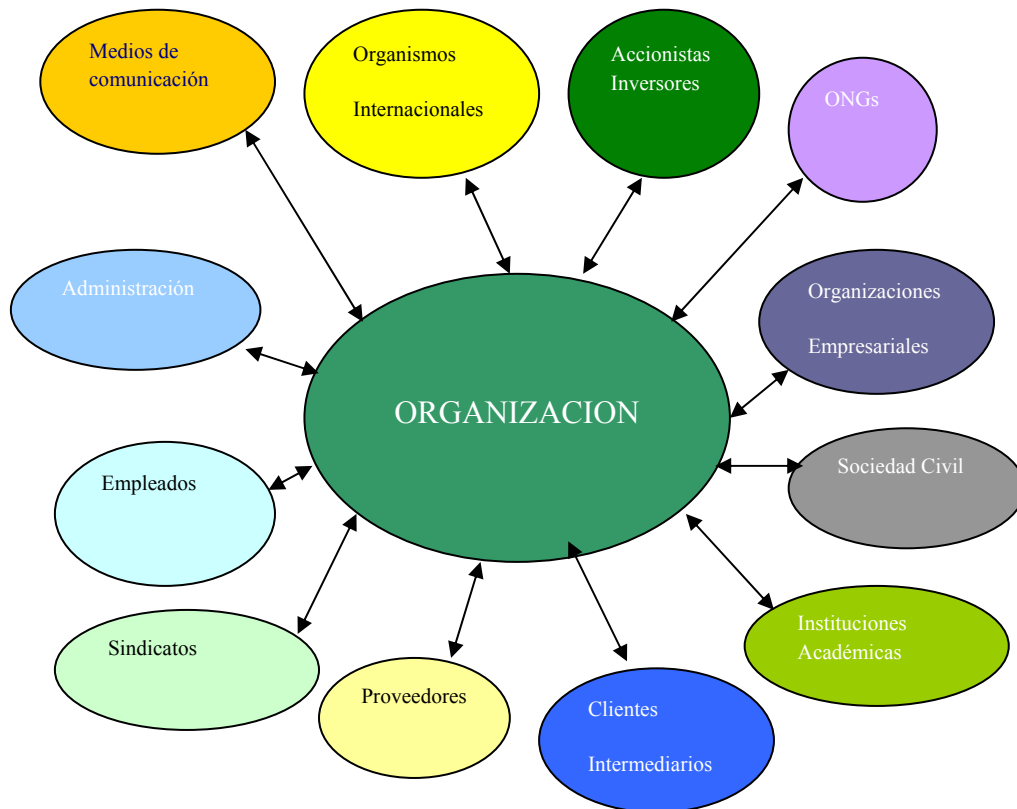 Medios de
comunicación
Organismos
Internacionales
Accionistas
Inversores
ONGs
Administración
Organizaciones
Empresariales
ORGANIZACION
Empleados
Sociedad Civil
Sindicatos
Proveedores
Clientes
Intermediarios
Instituciones
Académicas